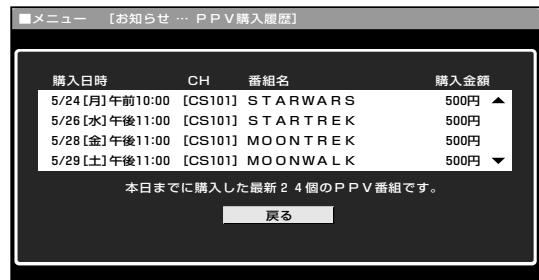 ■メニュー ［お知らせ … ＰＰＶ購入履歴］
購入日時 CH 番組名 購入金額
5/24［月］午前10:00 [CS101] ＳＴＡＲＷＡＲＳ 500円 ▲
5/26［水］午後11:00 [CS101] ＳＴＡＲＴＲＥＫ 500円
5/28［金］午後11:00 [CS101] ＭＯＯＮＴＲＥＫ 500円
5/29［土］午後11:00 [CS101] ＭＯＯＮＷＡＬＫ 500円 ▼
本日までに購入した最新２４個のＰＰＶ番組です。
戻る